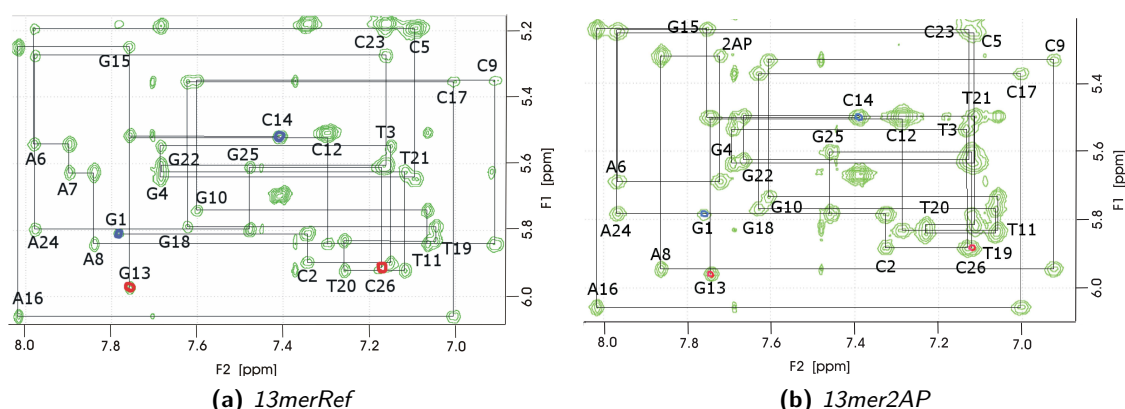 5.2
C23 C5
G15
C9
5.4
C17
C14
T3
G22 G25 C12 T21
A6
5.6
A7
G4
G10
G1
5.8
G18
A24 A8 C2 T11 T19
G13 T20 C26
A16
6.0
8.0 7.8 7.6 7.4 7.2 7.0
F2 [ppm]
F1 [ppm]
(a) 13merRef
5.2
G15 C23 C5
2AP C9
5.4
C17
C14 T21
C12 T3
G4 G25
5.6
A6
G22
G10 T20
5.8
A24 G1 G18 T11
A8 C2 T19
G13 C26
6.0
A16
8.0 7.8 7.6 7.4 7.2 7.0
F2 [ppm]
F1 [ppm]
(b) 13mer2AP